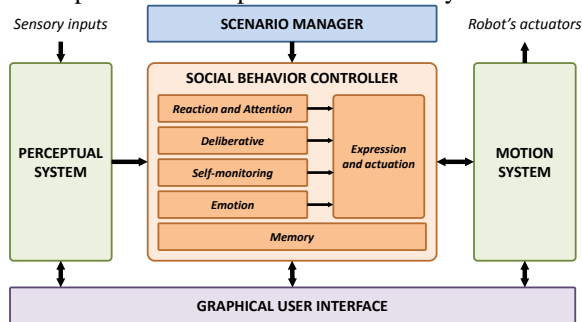 Sensory inputs
SCENARIO MANAGER
Robot's actuators
SOCIAL BEHAVIOR CONTROLLER
Reaction and Attention
Deliberative
Self-monitoring
Emotion
Expression
and actuation
Memory
PERCEPTUAL
SYSTEM
MOTION
SYSTEM
GRAPHICAL USER INTERFACE